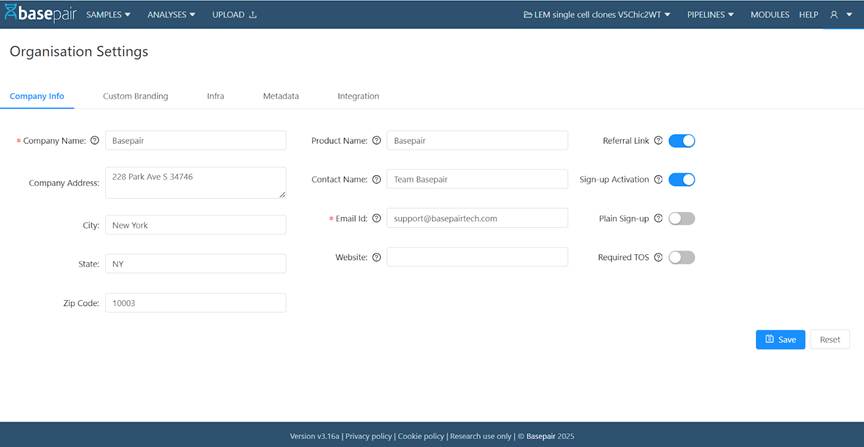 basepair SAMPLES ANALYSES UPLOAD LEM single cell clones V5Chic2WT PIPELINES MODULES HELP
Organisation Settings
Company Info Custom Branding Infra Metadata Integration
* Company Name: Basepair Product Name: Basepair Referral Link
Company Address: 228 Park Ave S 34746 Contact Name: Team Basepair Sign-up Activation
City: New York * Email Id: support@basepairtech.com Plain Sign-up
State: NY Website: Required TOS
Zip Code: 10003
Save Reset
Version v3.16a | Privacy policy | Cookie policy | Research use only | © Basepair 2025